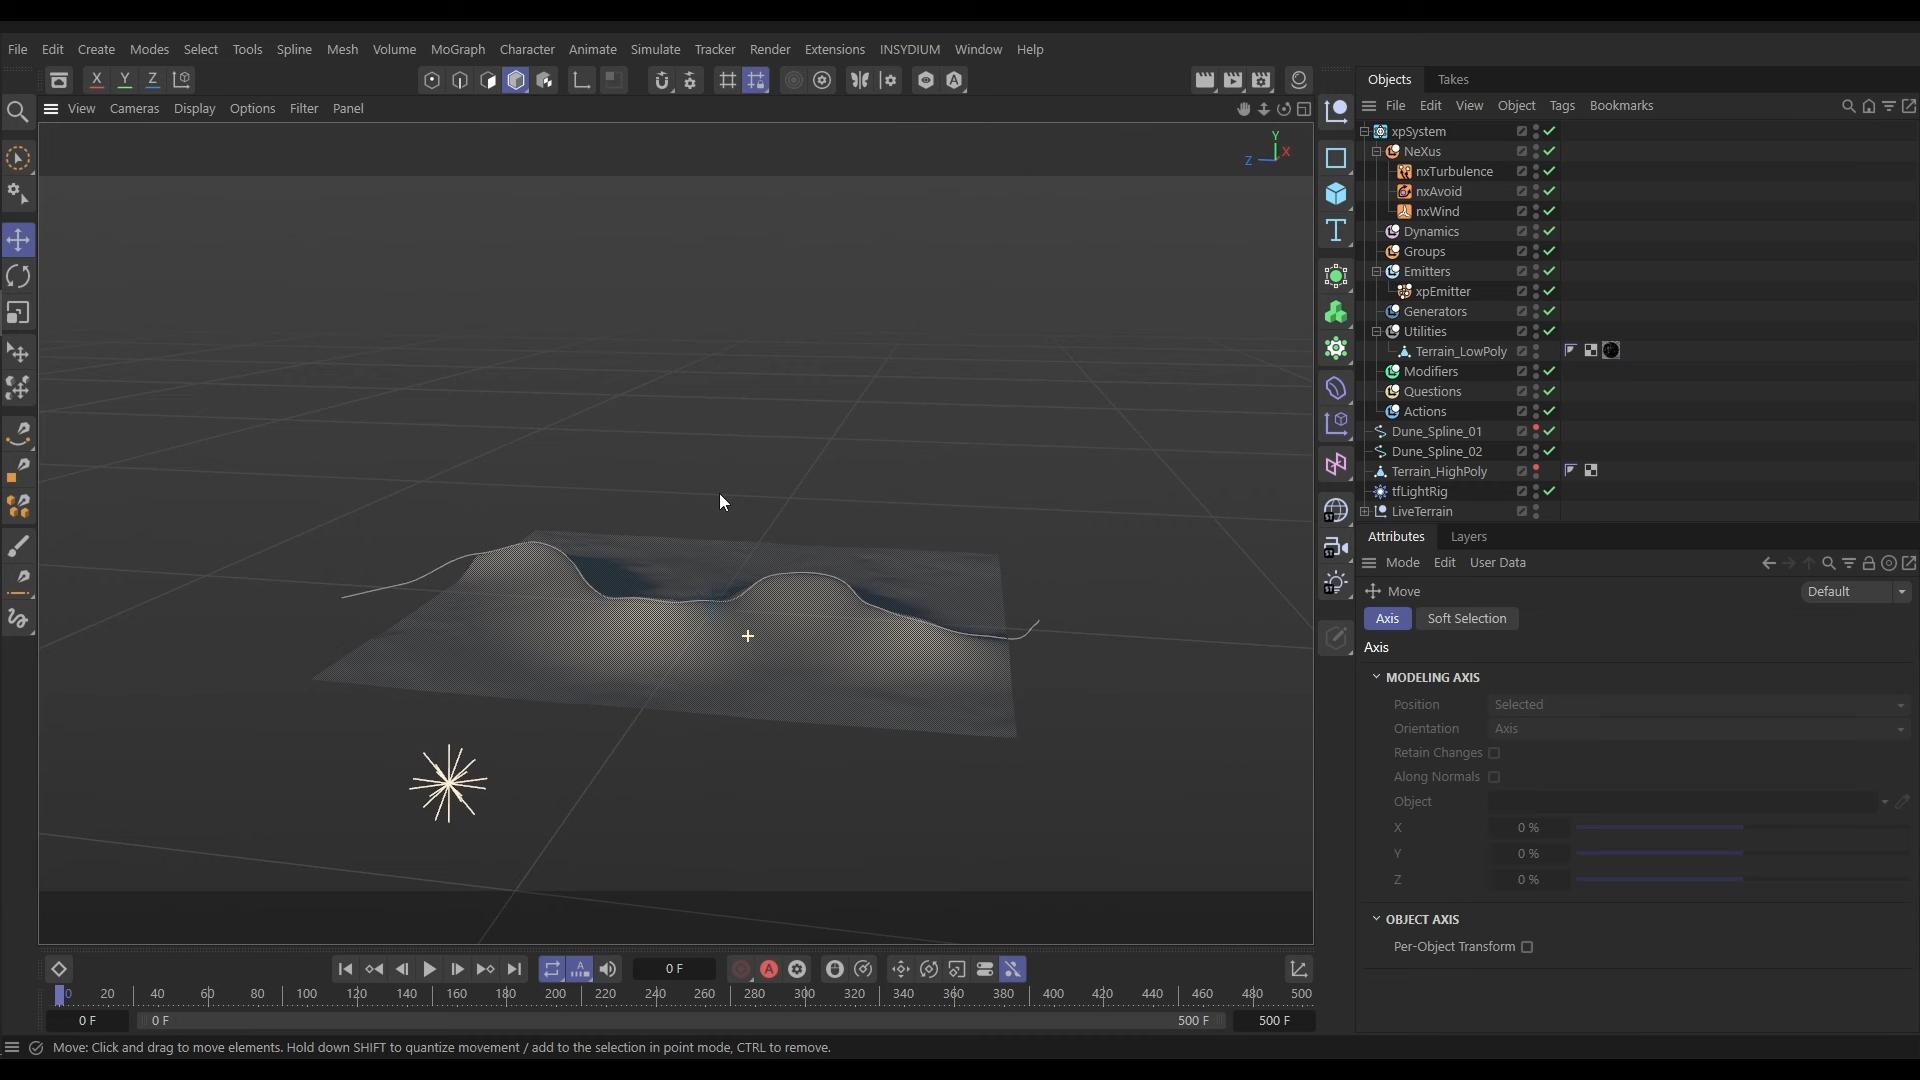 File Edit Create Modes Select Tools Spline Mesh Volume MoGraph Character Animate Simulate Tracker Render Extensions INSYDIUM Window Help
X Y Z
View Cameras Display Options Filter Panel
Y
Z X
Objects Takes
File Edit View Object Tags Bookmarks
xpSystem
NeXus
nxTurbulence
nxAvoid
nxWind
Dynamics
Groups
Emitters
xpEmitter
Generators
Utilities
Terrain_LowPoly
Modifiers
Questions
Actions
Dune_Spline_01
Dune_Spline_02
Terrain_HighPoly
tfLightRig
LiveTerrain
Attributes Layers
Mode Edit User Data
Move Default
Axis Soft Selection
Axis
MODELING AXIS
Position Selected
Orientation Axis
Retain Changes
Along Normals
Object
X 0 %
Y 0 %
Z 0 %
OBJECT AXIS
Per-Object Transform
0 F
0 20 40 60 80 100 120 140 160 180 200 220 240 260 280 300 320 340 360 380 400 420 440 460 480 500
0 F 0 F 500 F 500 F
Move: Click and drag to move elements. Hold down SHIFT to quantize movement / add to the selection in point mode, CTRL to remove.